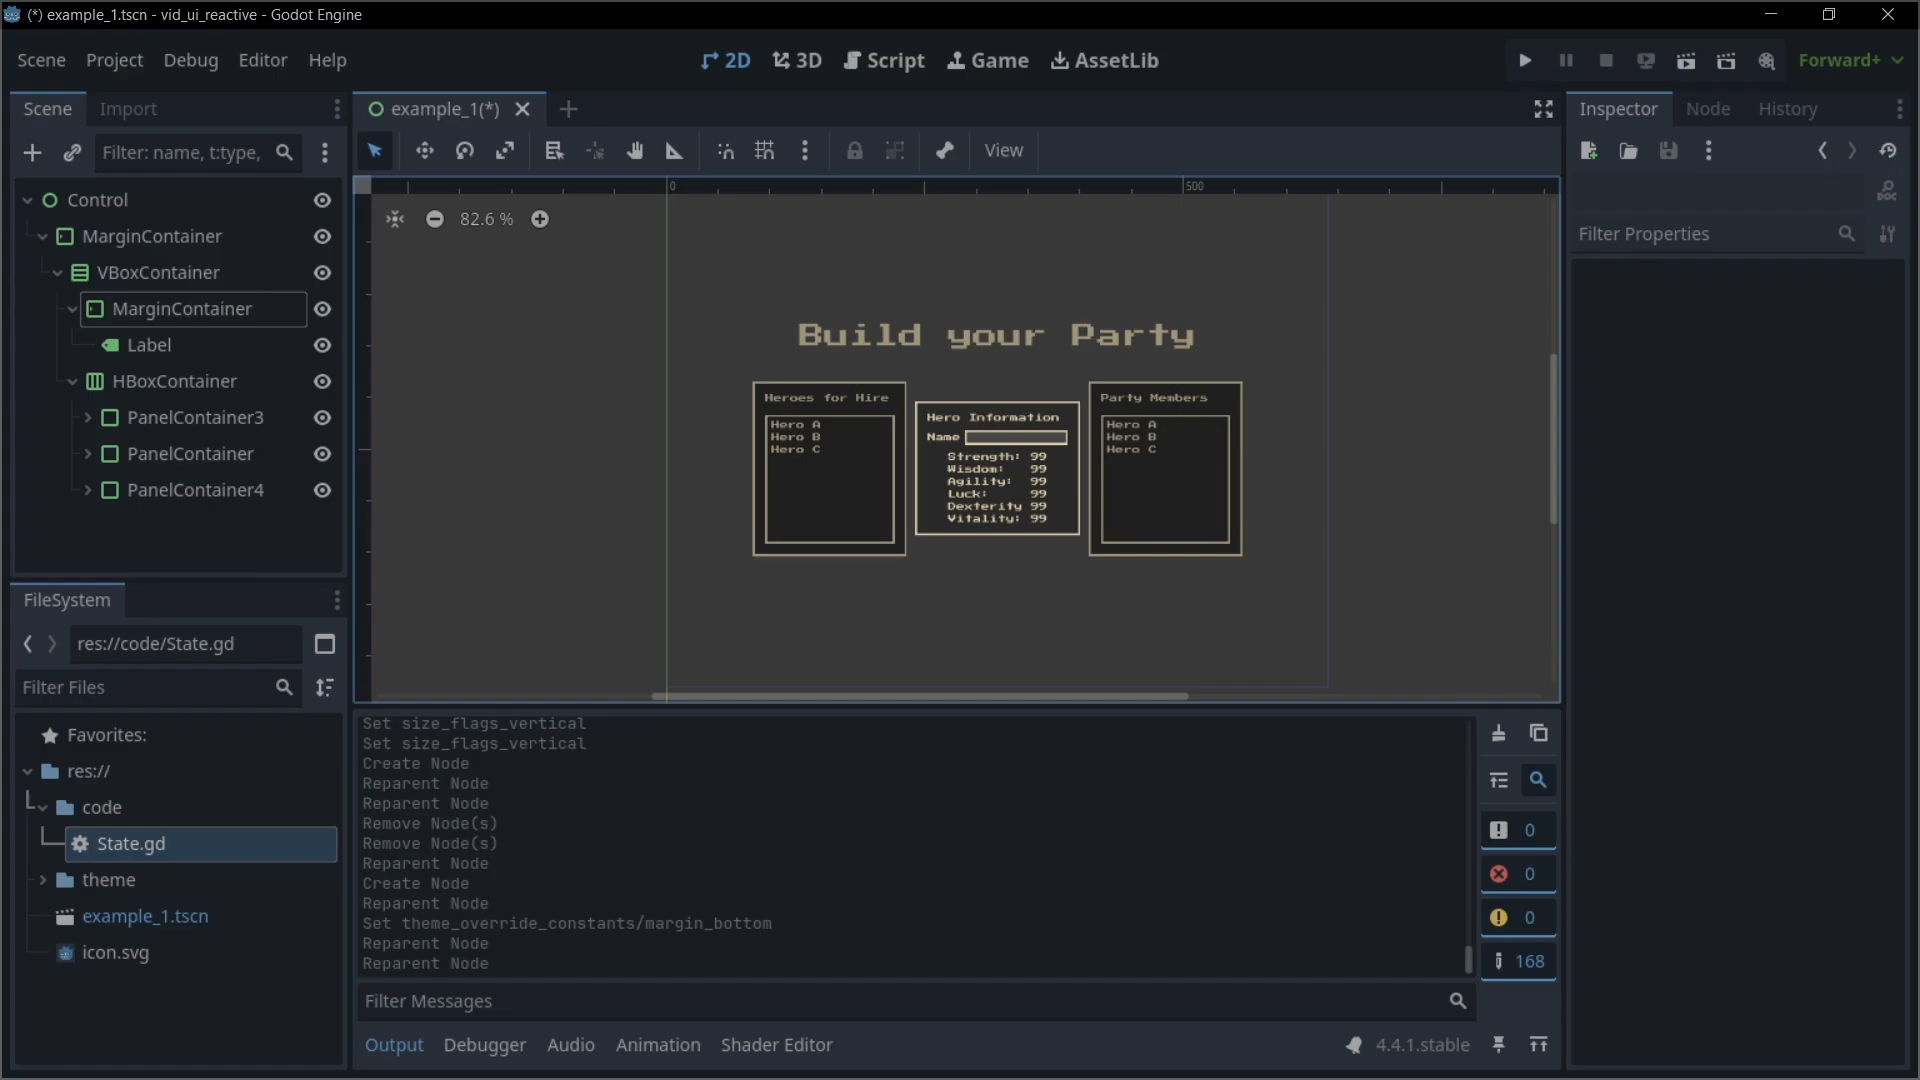 (*) example_1.tscn - vid_ui_reactive - Godot Engine
Scene Project Debug Editor Help
2D 3D Script Game AssetLib
Forward+
Scene Import
example_1(*)
Inspector Node History
Filter: name, t:type,
View
0
500
82.6 %
Filter Properties
DOC
Control
MarginContainer
VBoxContainer
MarginContainer
Label
HBoxContainer
PanelContainer3
PanelContainer
PanelContainer4
Build your Party
Heroes for Hire
Hero A
Hero B
Hero C
Hero Information
Name
Strength: 99
Wisdom: 99
Agility: 99
Luck: 99
Dexterity 99
Vitality: 99
Party Members
Hero A
Hero B
Hero C
FileSystem
res://code/State.gd
Filter Files
Favorites:
res://
code
State.gd
theme
example_1.tscn
icon.svg
Set size_flags_vertical
Set size_flags_vertical
Create Node
Reparent Node
Reparent Node
Remove Node(s)
Remove Node(s)
Reparent Node
Create Node
Reparent Node
Set theme_override_constants/margin_bottom
Reparent Node
Reparent Node
0
0
0
168
Filter Messages
Output Debugger Audio Animation Shader Editor
4.4.1.stable